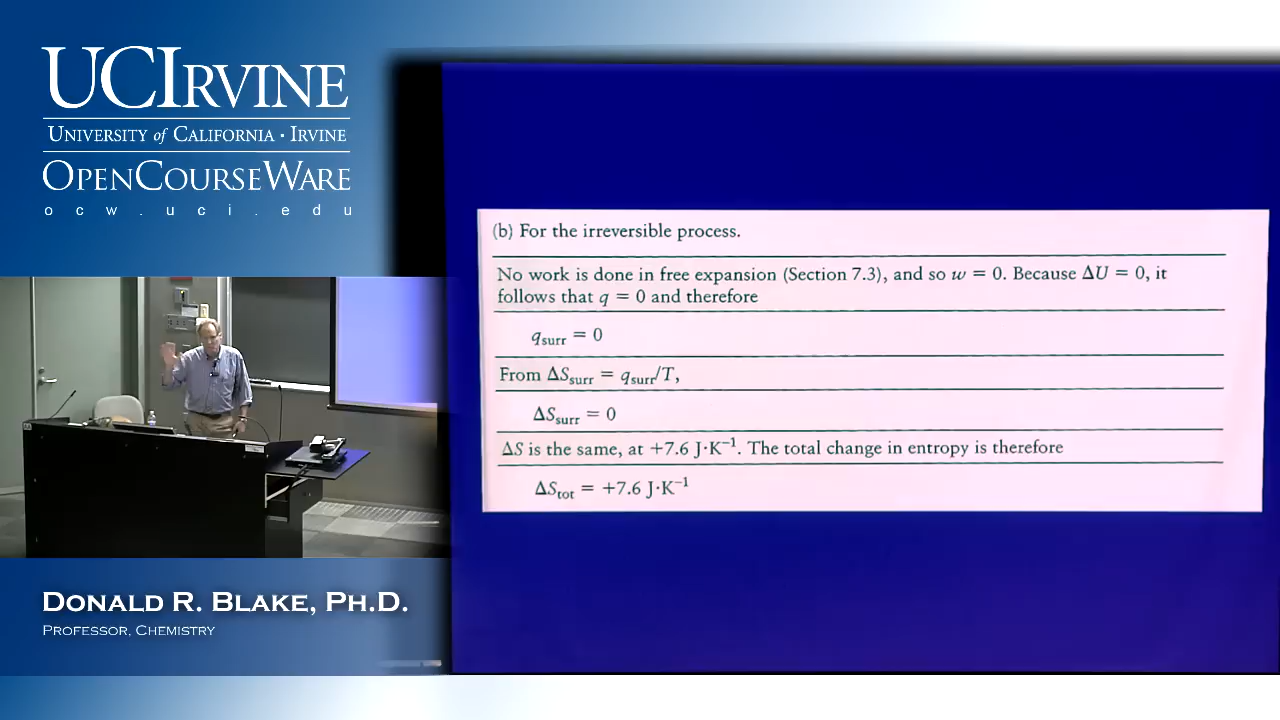 UCIRVINE
UNIVERSITY of CALIFORNIA · IRVINE
OPENCOURSEWARE
ocw.uci.edu
DONALD R. BLAKE, PH.D.
PROFESSOR, CHEMISTRY
(b) For the irreversible process.
No work is done in free expansion (Section 7.3), and so w = 0. Because ΔU = 0, it
follows that q = 0 and therefore
q_surr = 0
From ΔS_surr = q_surr/T,
ΔS_surr = 0
ΔS is the same, at +7.6 J·K⁻¹. The total change in entropy is therefore
ΔS_tot = +7.6 J·K⁻¹